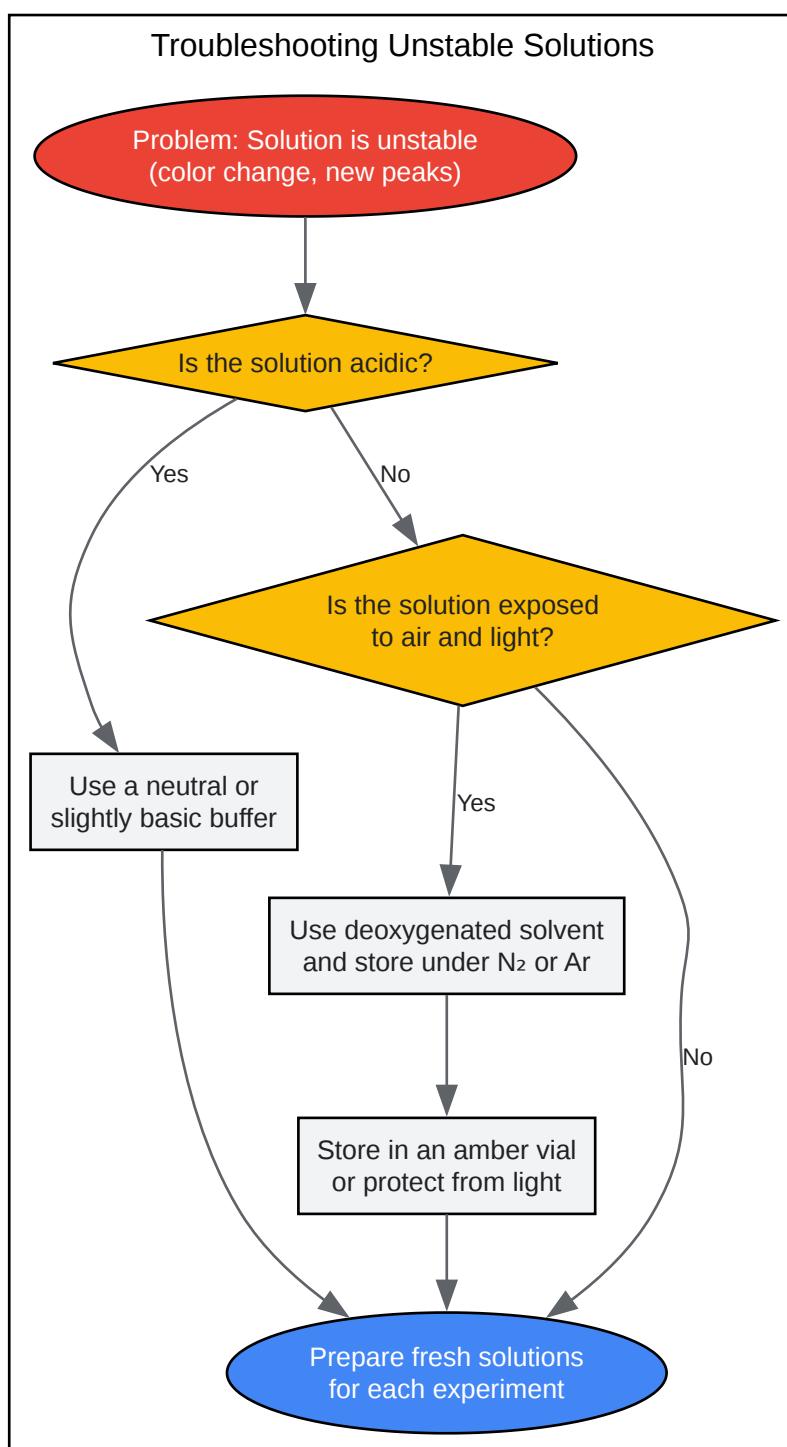 Troubleshooting Unstable Solutions
Problem: Solution is unstable
(color change, new peaks)
Is the solution acidic?
Yes
No
Is the solution exposed
to air and light?
Use a neutral or
slightly basic buffer
Yes
Use deoxygenated solvent
and store under N₂ or Ar
No
Store in an amber vial
or protect from light
Prepare fresh solutions
for each experiment